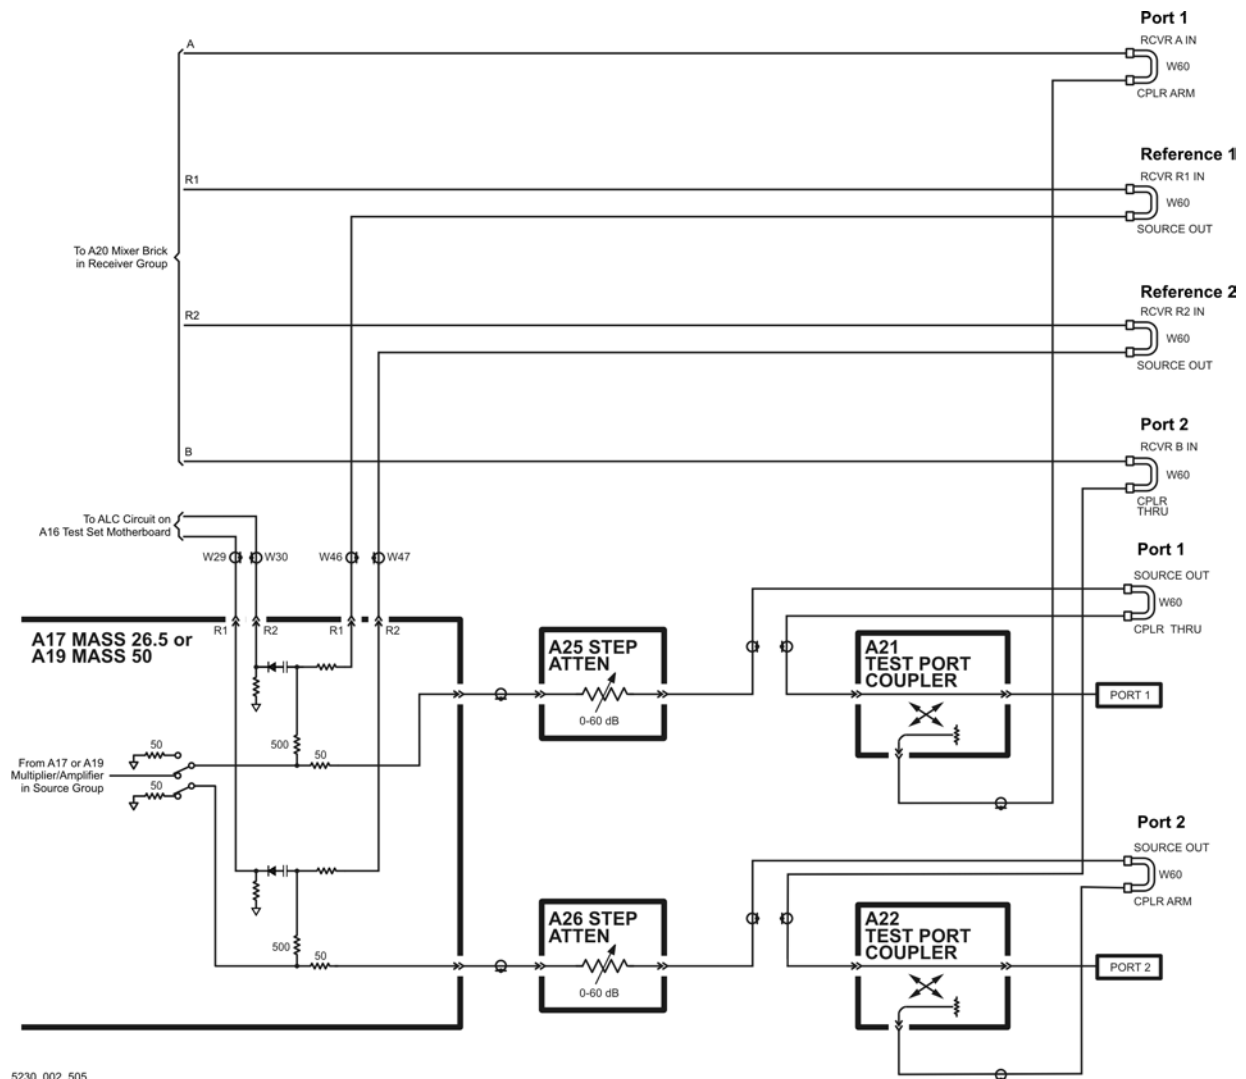 Port 1
A
RCVR A IN
W60
CPLR ARM
Reference 1
R1
RCVR R1 IN
W60
SOURCE OUT
To A20 Mixer Brick
in Receiver Group
Reference 2
R2
RCVR R2 IN
W60
SOURCE OUT
Port 2
B
RCVR B IN
W60
CPLR
THRU
To ALC Circuit on
A16 Test Set Motherboard
W29
W30
W46
W47
Port 1
SOURCE OUT
W60
CPLR THRU
A17 MASS 26.5 or
A19 MASS 50
R1
R2
R1
R2
A25 STEP
ATTEN
0-60 dB
A21
TEST PORT
COUPLER
PORT 1
500
50
50
From A17 or A19
Multiplier/Amplifier
in Source Group
50
Port 2
SOURCE OUT
W60
CPLR ARM
A26 STEP
ATTEN
0-60 dB
A22
TEST PORT
COUPLER
PORT 2
500
50
5230_002_505